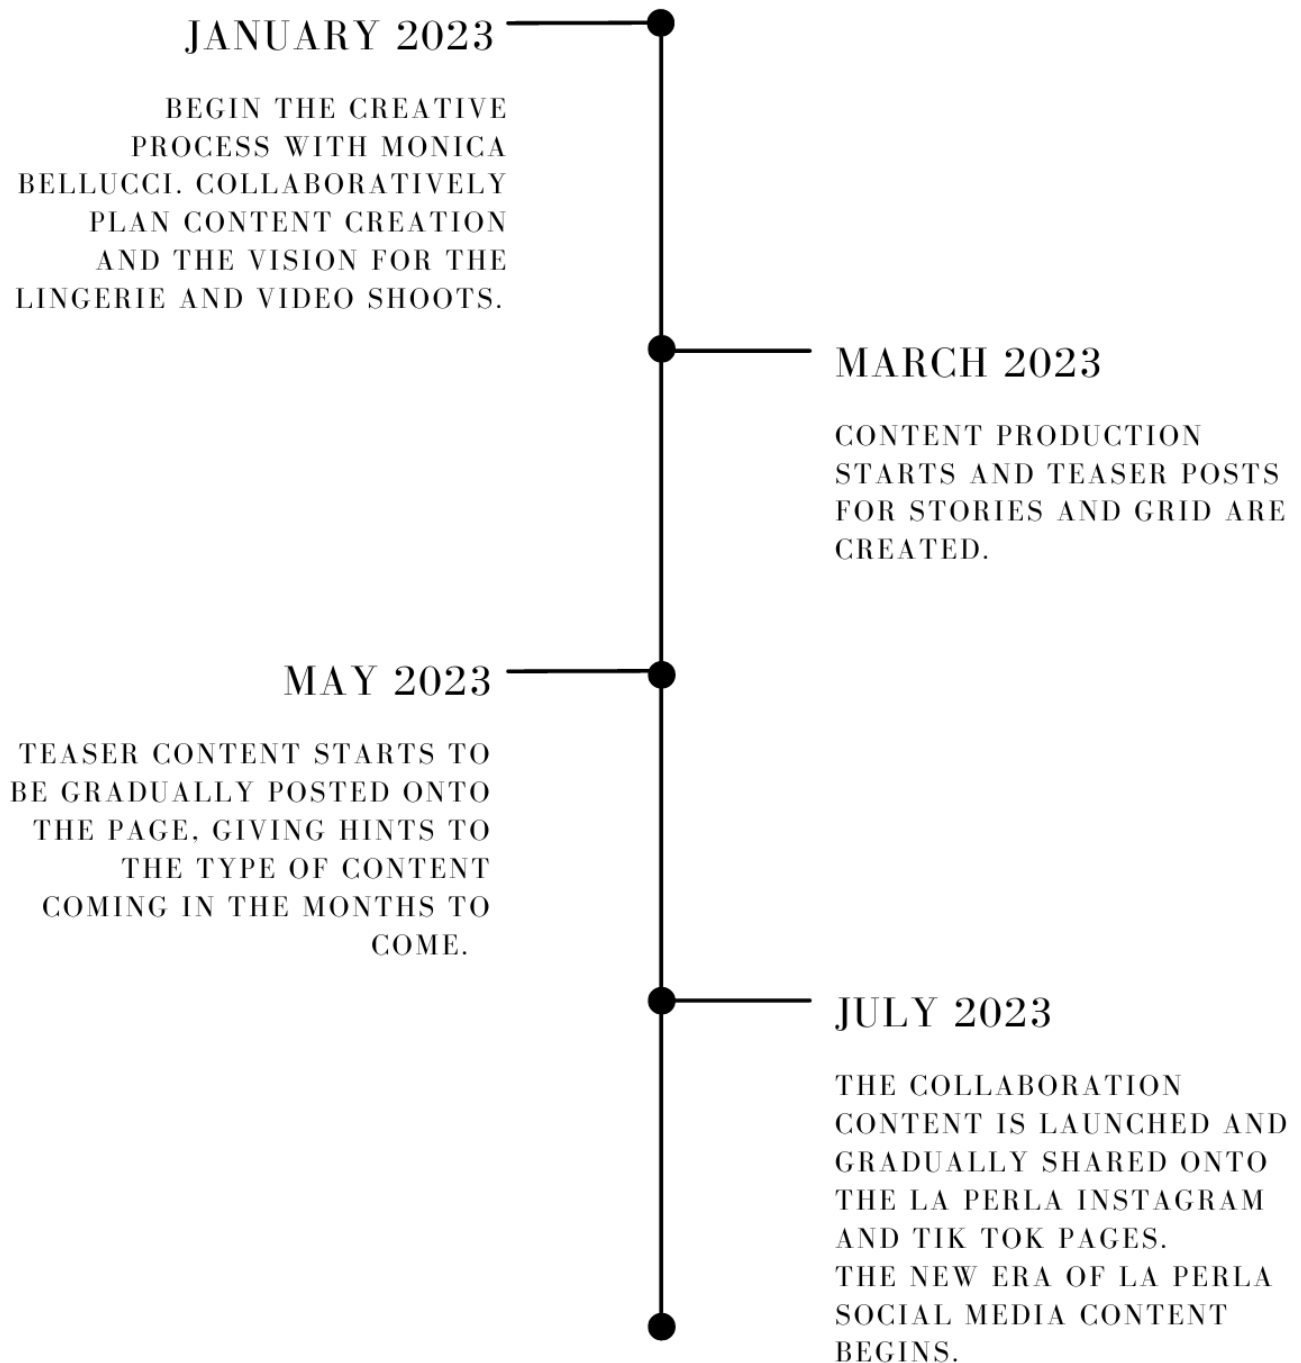 JANUARY 2023
BEGIN THE CREATIVE
PROCESS WITH MONICA
BELLUCCI. COLLABORATIVELY
PLAN CONTENT CREATION
AND THE VISION FOR THE
LINGERIE AND VIDEO SHOOTS.
MARCH 2023
CONTENT PRODUCTION
STARTS AND TEASER POSTS
FOR STORIES AND GRID ARE
CREATED.
MAY 2023
TEASER CONTENT STARTS TO
BE GRADUALLY POSTED ONTO
THE PAGE, GIVING HINTS TO
THE TYPE OF CONTENT
COMING IN THE MONTHS TO
COME.
JULY 2023
THE COLLABORATION
CONTENT IS LAUNCHED AND
GRADUALLY SHARED ONTO
THE LA PERLA INSTAGRAM
AND TIK TOK PAGES.
THE NEW ERA OF LA PERLA
SOCIAL MEDIA CONTENT
BEGINS.